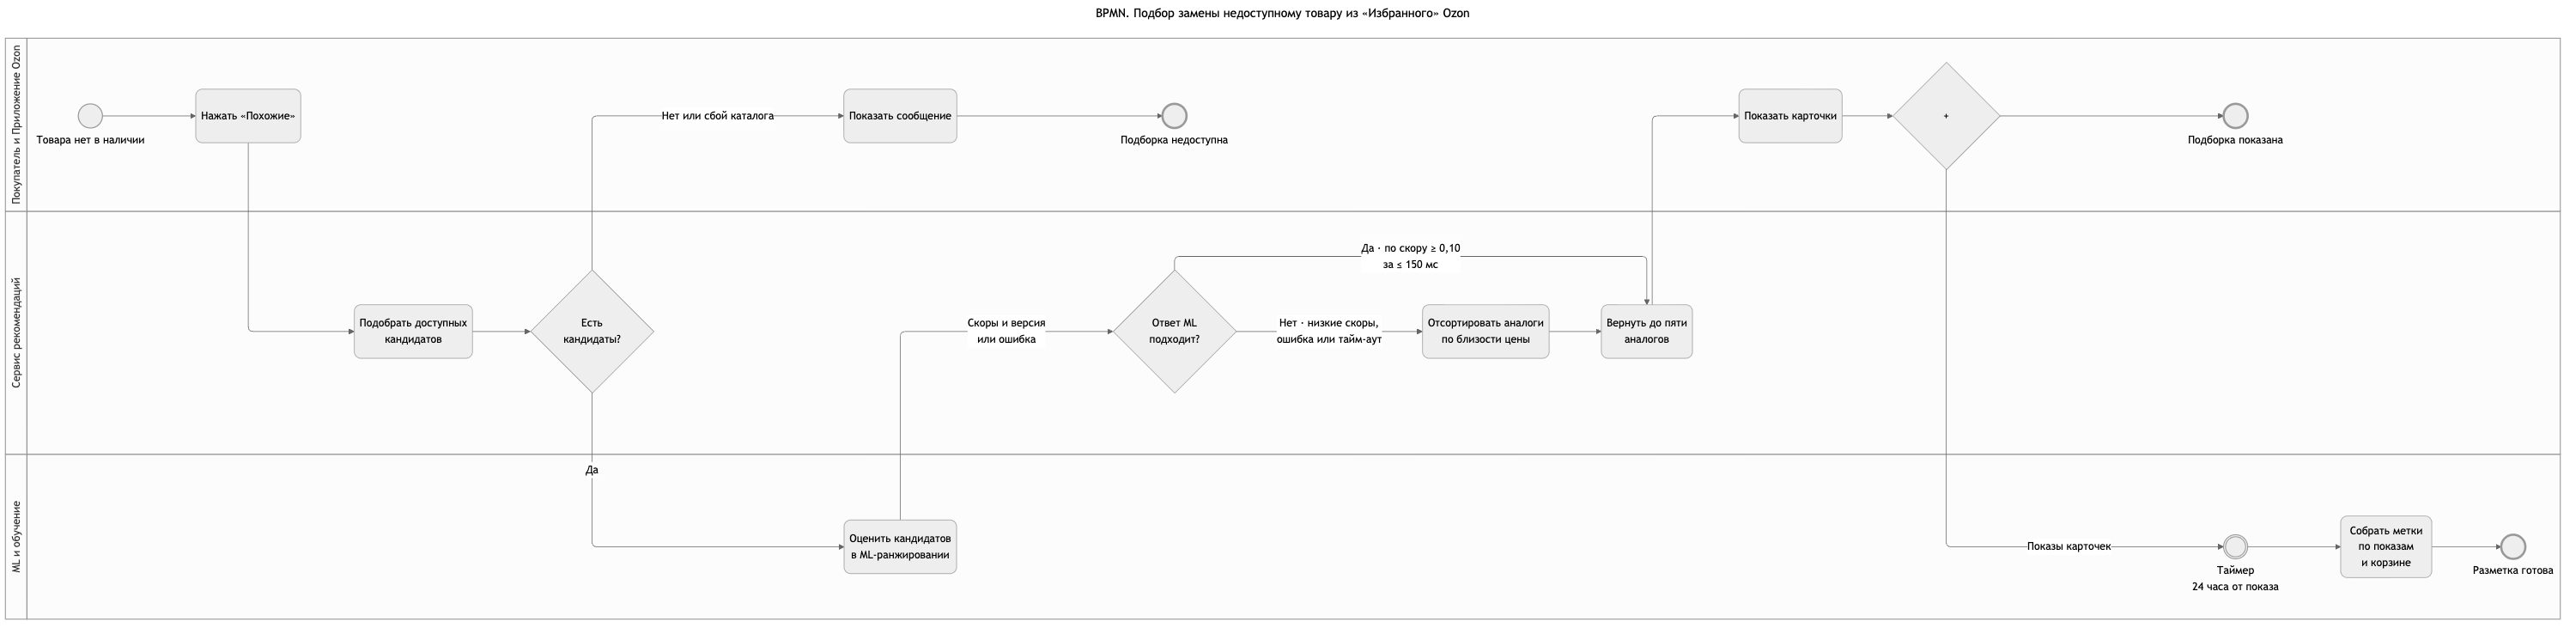 BPMN. Подбор замены недоступному товару из «Избранного» Ozon
Покупатель и Приложение Ozon
Товара нет в наличии
Нажать «Похожие»
Нет или сбой каталога
Показать сообщение
Подборка недоступна
Показать карточки
+
Подборка показана
Сервис рекомендаций
Подобрать доступных
кандидатов
Есть
кандидаты?
Скоры и версия
или ошибка
Ответ ML
подходит?
Да · по скору ≥ 0,10
за ≤ 150 мс
Нет · низкие скоры,
ошибка или тайм-аут
Отсортировать аналоги
по близости цены
Вернуть до пяти
аналогов
ML и обучение
Да
Оценить кандидатов
в ML-ранжировании
Показы карточек
Таймер
24 часа от показа
Собрать метки
по показам
и корзине
Разметка готова